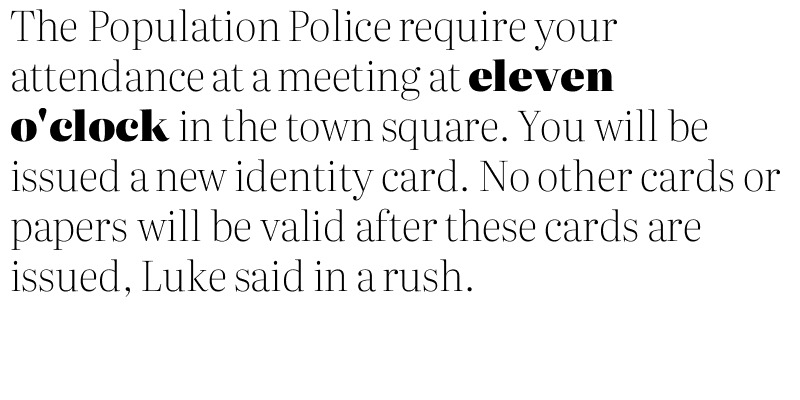 The Population Police require your
attendance at a meeting at eleven
o'clock in the town square. You will be
issued a new identity card. No other cards or
papers will be valid after these cards are
issued, Luke said in a rush.